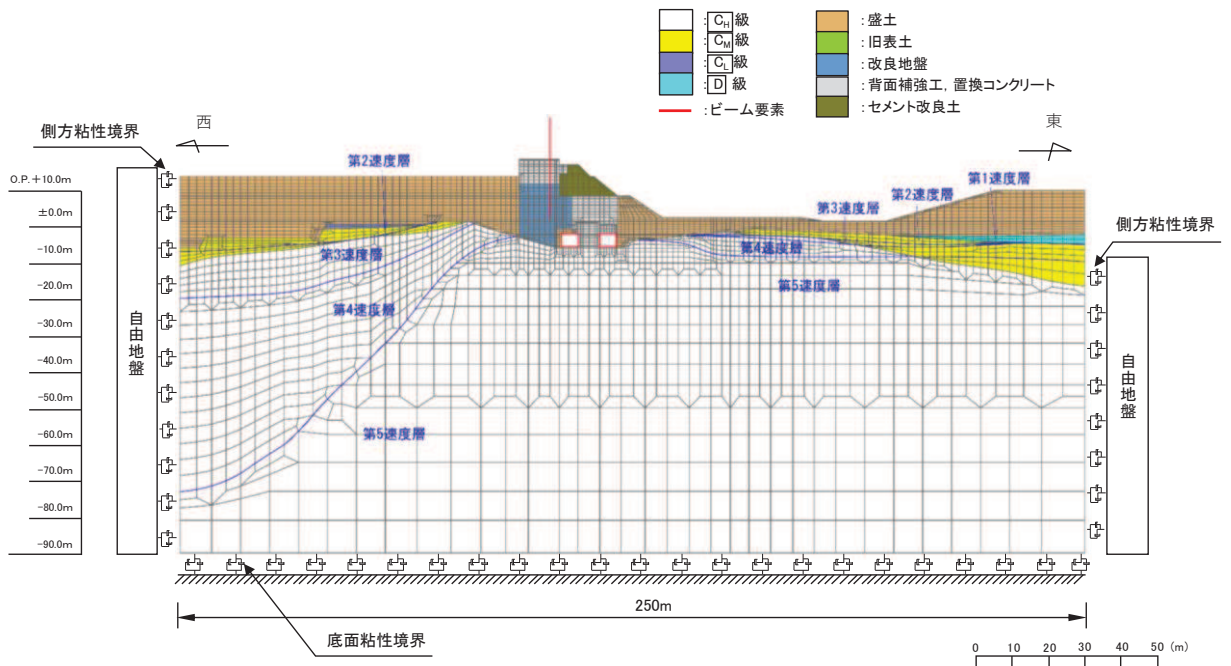 : CH 級
: CM 級
: CL 級
: D 級
: ビーム要素
: 盛土
: 旧表土
: 改良地盤
: 背面補強工, 置換コンクリート
: セメント改良土
西
東
側方粘性境界
側方粘性境界
O.P.+10.0m
±0.0m
-10.0m
-20.0m
-30.0m
-40.0m
-50.0m
-60.0m
-70.0m
-80.0m
-90.0m
自由地盤
自由地盤
第2速度層
第3速度層
第4速度層
第5速度層
第1速度層
第2速度層
第3速度層
第4速度層
第5速度層
250m
底面粘性境界
0 10 20 30 40 50 (m)